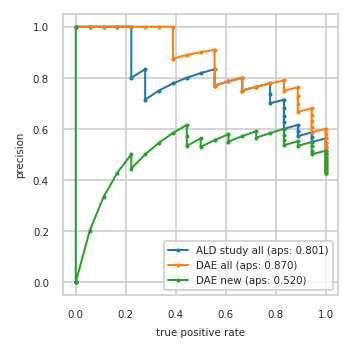 precision
1.0
0.8
0.6
0.4
0.2
0.0
ALD study all (aps: 0.801)
DAE all (aps: 0.870)
DAE new (aps: 0.520)
0.0 0.2 0.4 0.6 0.8 1.0
true positive rate